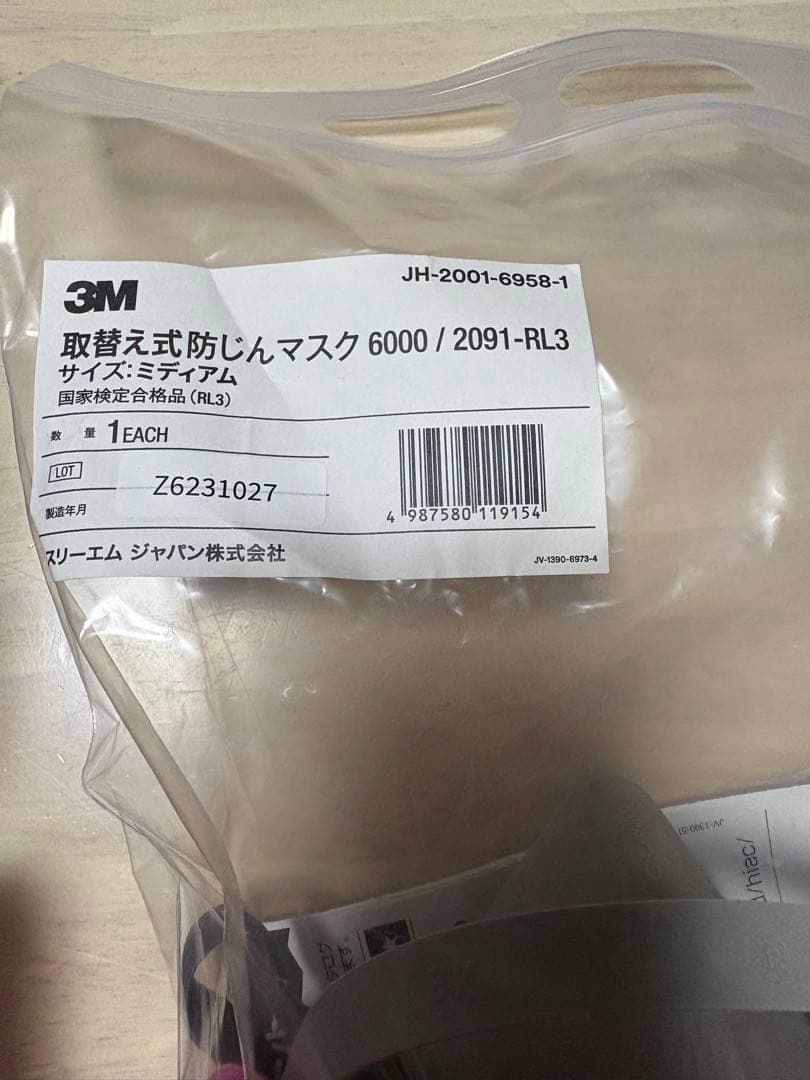 JH-2001-6958-1
3M
取替え式防じんマスク 6000 / 2091-RL3
サイズ:ミディアム
国家検定合格品(RL3)
数 量 1EACH
LOT
Z6231027
製造年月
4 987580 119154
スリーエム ジャパン株式会社
JV-1390-6973-4